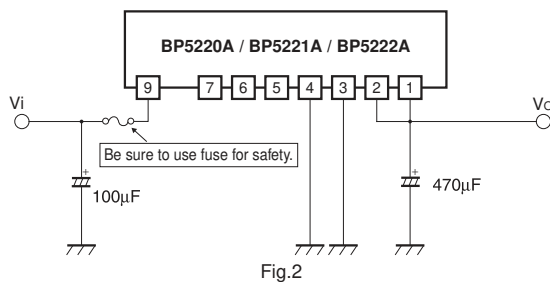 BP5220A / BP5221A / BP5222A
9 7 6 5 4 3 2 1
Vi
Vo
Be sure to use fuse for safety.
+
100µF
+
470µF
Fig.2